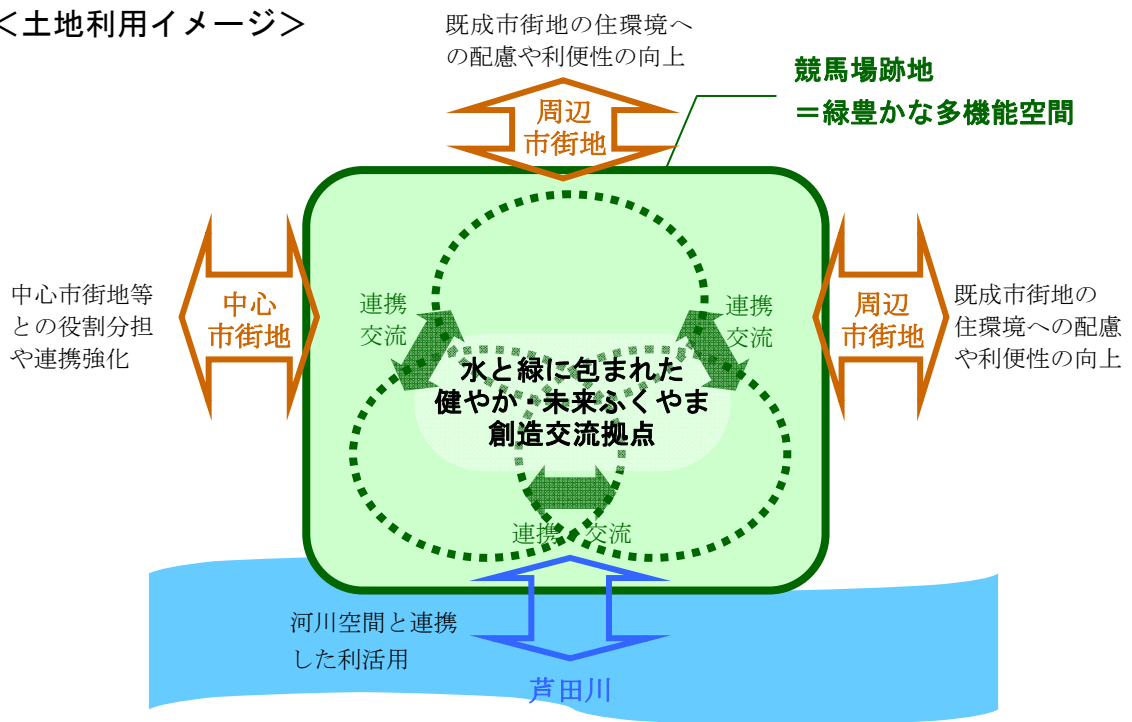 ＜土地利用イメージ＞
既成市街地の住環境へ
の配慮や利便性の向上
競馬場跡地
＝緑豊かな多機能空間
周辺
市街地
中心市街地等
との役割分担
や連携強化
中心
市街地
連携
交流
連携
交流
周辺
市街地
既成市街地の
住環境への配慮
や利便性の向上
水と緑に包まれた
健やか・未来ふくやま
創造交流拠点
連携・交流
河川空間と連携
した利活用
芦田川